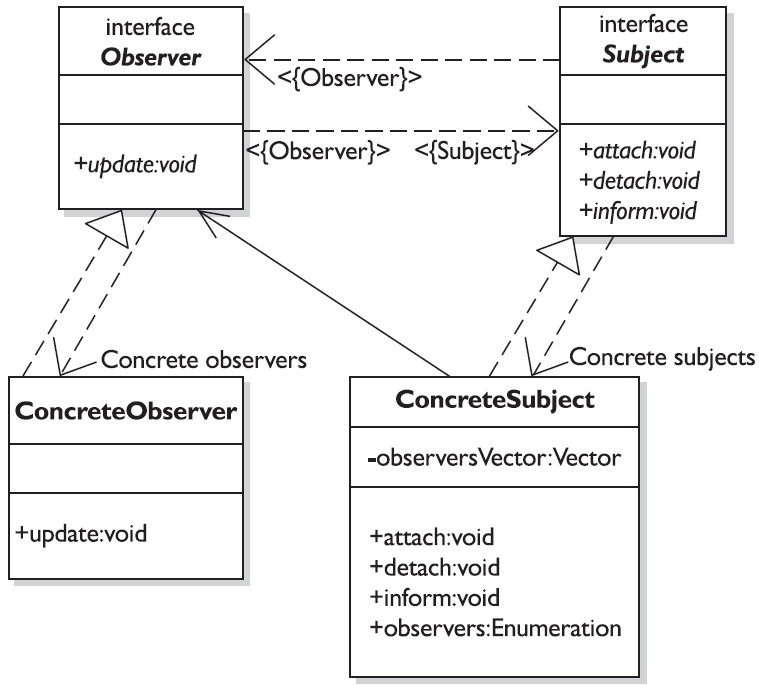 interface
Observer
+update:void
interface
Subject
+attach:void
+detach:void
+inform:void
<{Observer}>
<{Observer}>
<{Subject}>
Concrete observers
ConcreteObserver
+update:void
Concrete subjects
ConcreteSubject
-observersVector:Vector
+attach:void
+detach:void
+inform:void
+observers:Enumeration